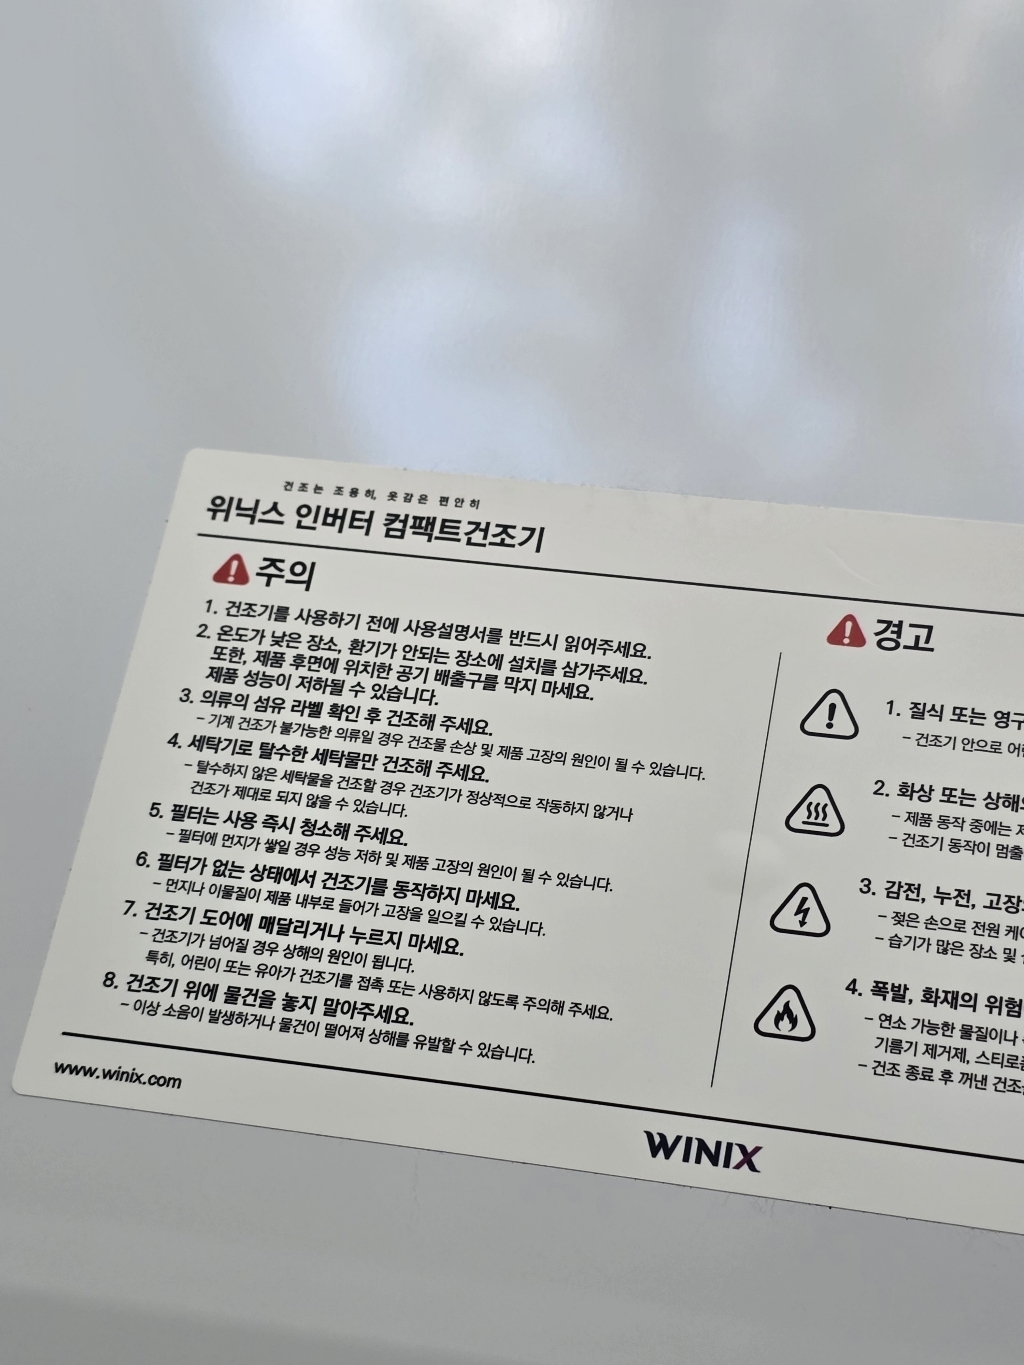 건조는 조용히, 옷감은 편안히
위닉스 인버터 컴팩트건조기
주의
1. 건조기를 사용하기 전에 사용설명서를 반드시 읽어주세요.
2. 온도가 낮은 장소, 환기가 안되는 장소에 설치를 삼가주세요.
또한, 제품 후면에 위치한 공기 배출구를 막지 마세요.
제품 성능이 저하될 수 있습니다.
3. 의류의 섬유 라벨 확인 후 건조해 주세요.
- 기계 건조가 불가능한 의류일 경우 건조물 손상 및 제품 고장의 원인이 될 수 있습니다.
4. 세탁기로 탈수한 세탁물만 건조해 주세요.
- 탈수하지 않은 세탁물을 건조할 경우 건조기가 정상적으로 작동하지 않거나
건조가 제대로 되지 않을 수 있습니다.
5. 필터는 사용 즉시 청소해 주세요.
- 필터에 먼지가 쌓일 경우 성능 저하 및 제품 고장의 원인이 될 수 있습니다.
6. 필터가 없는 상태에서 건조기를 동작하지 마세요.
- 먼지나 이물질이 제품 내부로 들어가 고장을 일으킬 수 있습니다.
7. 건조기 도어에 매달리거나 누르지 마세요.
- 건조기가 넘어질 경우 상해의 원인이 됩니다.
특히, 어린이 또는 유아가 건조기를 접촉 또는 사용하지 않도록 주의해 주세요.
8. 건조기 위에 물건을 놓지 말아주세요.
- 이상 소음이 발생하거나 물건이 떨어져 상해를 유발할 수 있습니다.
경고
1. 질식 또는 영구
- 건조기 안으로
2. 화상 또는
- 제품 동작 중에는
- 건조기 동작이 멈출
3. 감전, 누전,
- 젖은 손으로 전원
- 습기가 많은 장소 및
4. 폭발, 화재의 위험
- 연소 가능한 물질이나
기름기 제거제,
- 건조 종료 후 꺼낸
www.winix.com
WINIX